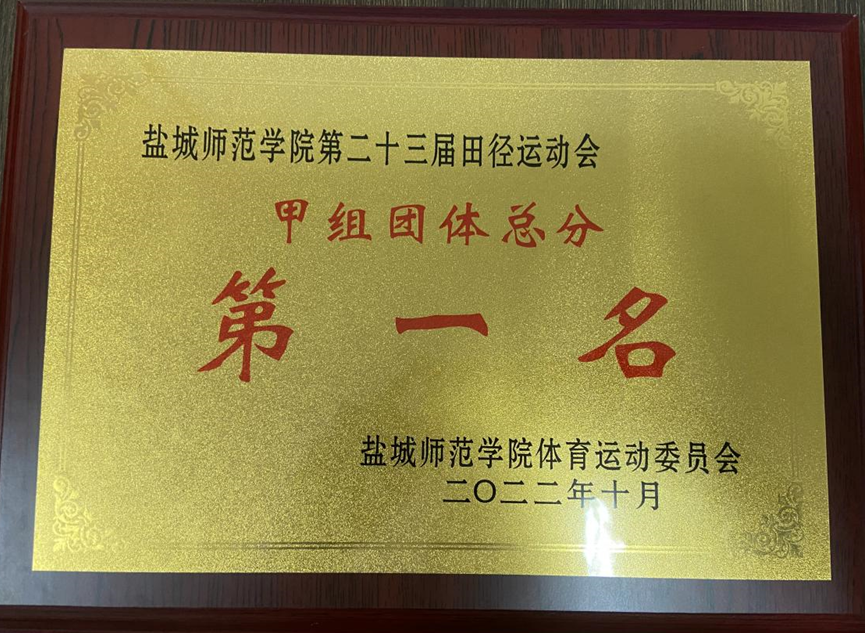 盐城师范学院第二十三届田径运动会
甲组团体总分
第一名
盐城师范学院体育运动委员会
二〇二二年十月